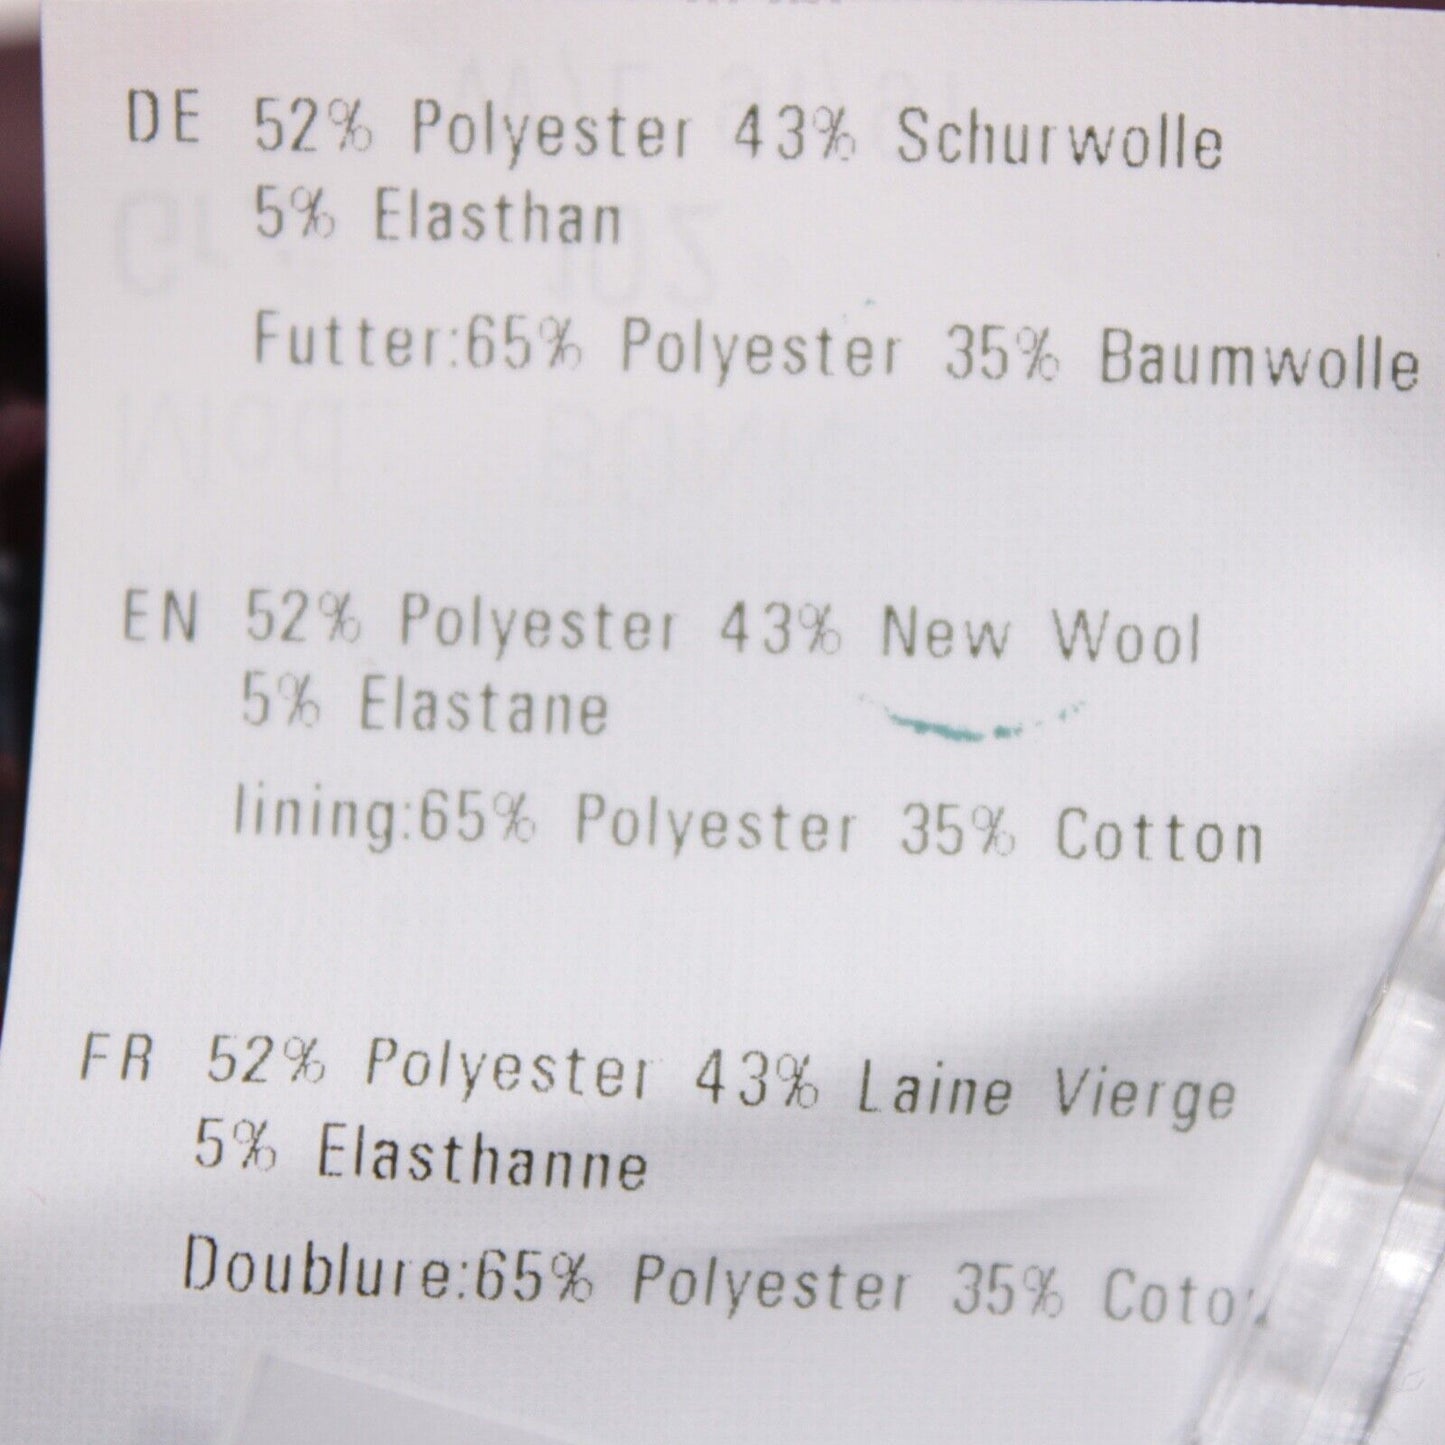 DE 52% Polyester 43% Schurwolle
5% Elasthan
Futter:65% Polyester 35% Baumwolle
EN 52% Polyester 43% New Wool
5% Elastane
lining:65% Polyester 35% Cotton
FR 52% Polyester 43% Laine Vierge
5% Elasthanne
Doublure:65% Polyester 35% Coton